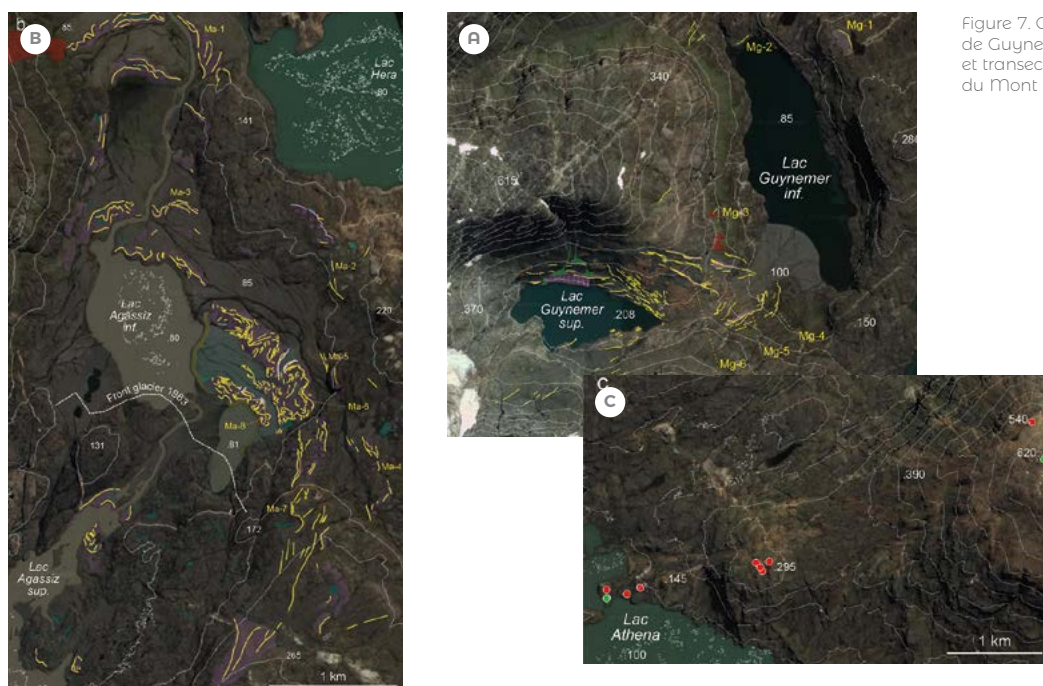 b
B
85.
Ma-1
Lac
Hera
.80
.141
Ma-3
Ma-2
.85
Lac
Agassiz
inf.
.80
220
Ma-5
Front glacier 1983
Ma-6
Ma-8
.81
131
Ma-4
Ma-7
.172
Lac
Agassiz
sup.
.265
1 km
A
Mg-2
Mg-1
.340
.85
.615
280
Lac
Guynemer
inf.
Mg-3
100
.370
Lac
Guynemer
sup.
.208
.150
Mg-4
Mg-5
Mg-6
C
540
620
.390
.295
.145
Lac
Athena
.100
1 km
Figure 7. C
de Guyne
et transec
du Mont